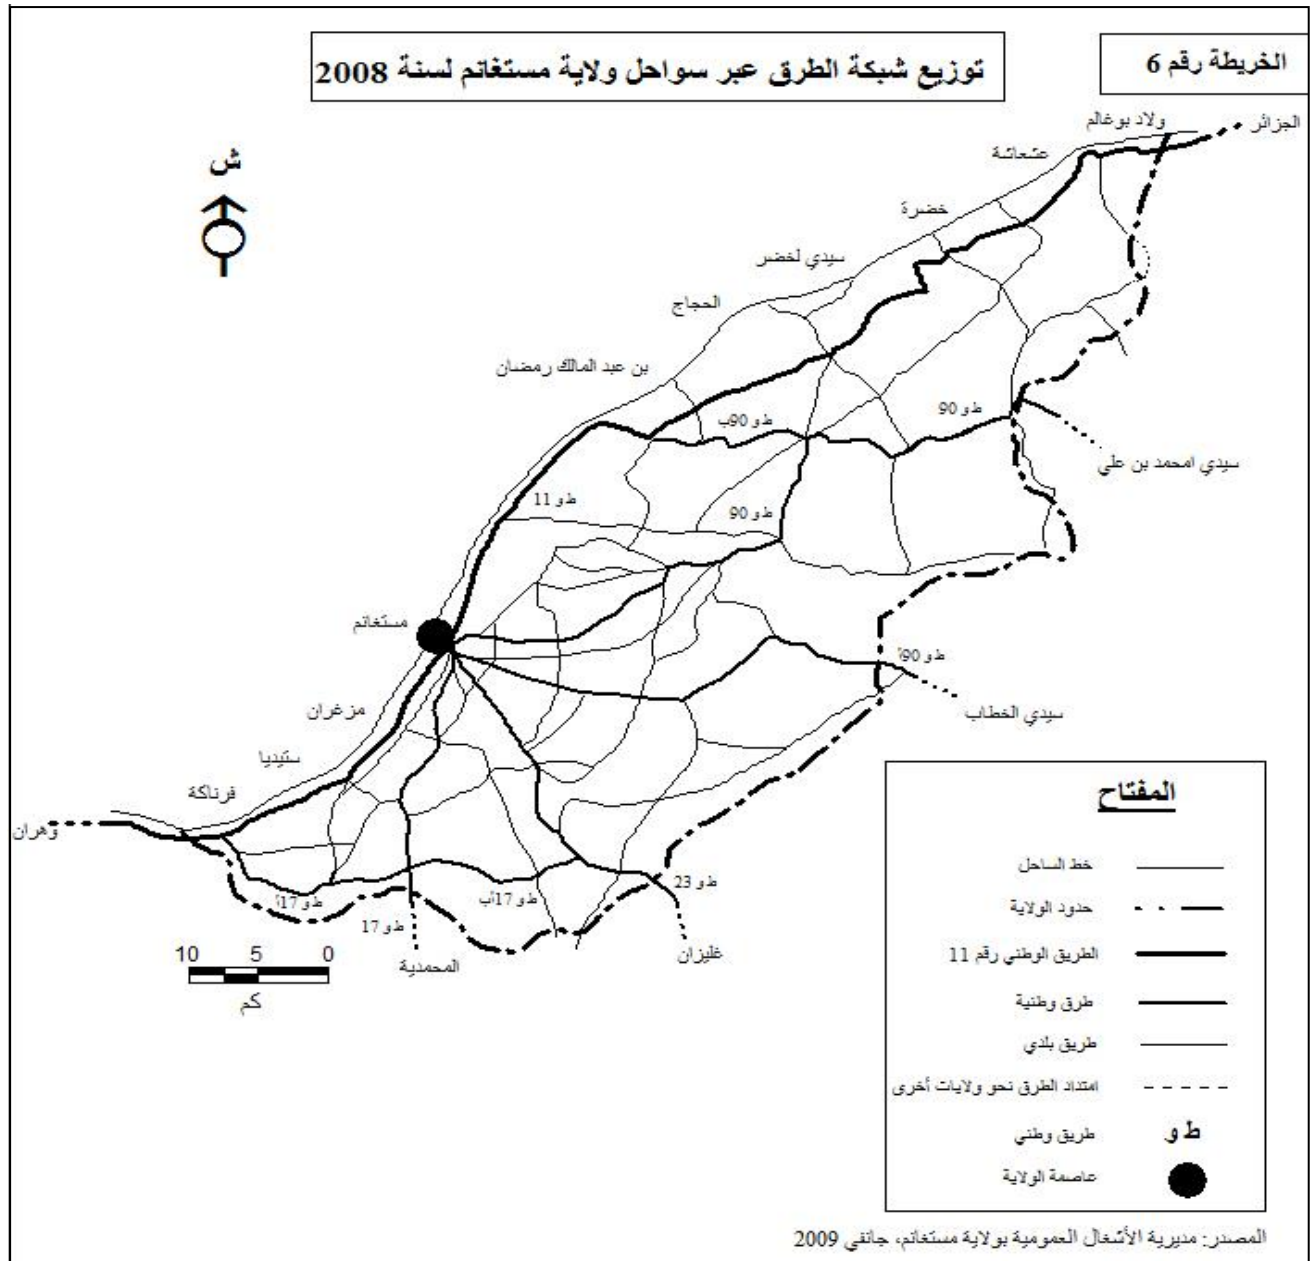 الخريطة رقم 6
توزيع شبكة الطرق عبر سواحل ولاية مستغانم لسنة 2008
ش
الجزائر
ولاد بوغالم
عشعاشة
خضرة
سيدي لخضر
الحجاج
بن عبد المالك رمضان
ط و 90ب
ط و 90
سيدي امحمد بن علي
ط و 11
ط و 90
مستغانم
ط و 90أ
سيدي الخطاب
مزغران
ستيديا
فرناكة
وهران
ط و 17أ
ط و 17
ط و 17أب
ط و 23
المحمدية
غليزان
10 5 0
كم
المفتاح
خط الساحل
حدود الولاية
الطريق الوطني رقم 11
طرق وطنية
طريق بلدي
امتداد الطرق نحو ولايات أخرى
طريق وطني ط و
عاصمة الولاية
المصدر: مديرية الأشغال العمومية بولاية مستغانم، جانفي 2009